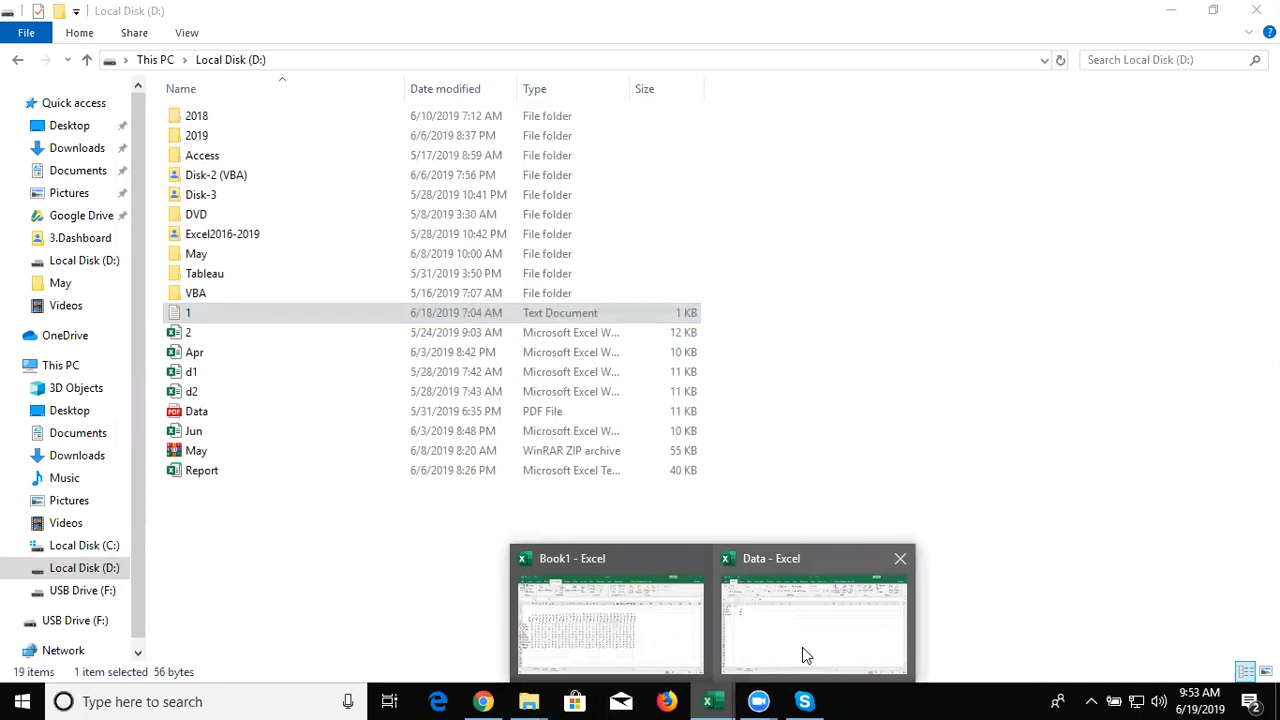 Local Disk (D:)
File Home Share View
This PC Local Disk (D:) Search Local Disk (D:)
Name Date modified Type Size
Quick access
Desktop
Downloads
Documents
Pictures
Google Drive
3.Dashboard
Local Disk (D:)
May
Videos
OneDrive
This PC
3D Objects
Desktop
Documents
Downloads
Music
Pictures
Videos
Local Disk (C:)
Local Disk (D:)
USB Drive (F:)
USB Drive (F:)
Network
2018 6/10/2019 7:12 AM File folder
2019 6/6/2019 8:37 PM File folder
Access 5/17/2019 8:59 AM File folder
Disk-2 (VBA) 6/6/2019 7:56 PM File folder
Disk-3 5/28/2019 10:41 PM File folder
DVD 5/8/2019 3:30 AM File folder
Excel2016-2019 5/28/2019 10:42 PM File folder
May 6/8/2019 10:00 AM File folder
Tableau 5/31/2019 3:50 PM File folder
VBA 5/16/2019 7:07 AM File folder
1 6/18/2019 7:04 AM Text Document 1 KB
2 5/24/2019 9:03 AM Microsoft Excel W... 12 KB
Apr 6/3/2019 8:42 PM Microsoft Excel W... 10 KB
d1 5/28/2019 7:42 AM Microsoft Excel W... 11 KB
d2 5/28/2019 7:43 AM Microsoft Excel W... 11 KB
Data 5/31/2019 6:35 PM PDF File 11 KB
Jun 6/3/2019 8:48 PM Microsoft Excel W... 10 KB
May 6/8/2019 8:20 AM WinRAR ZIP archive 55 KB
Report 6/6/2019 8:26 PM Microsoft Excel Te... 40 KB
Book1 - Excel Data - Excel
19 items 1 item selected 56 bytes
Type here to search
9:53 AM
6/19/2019
2